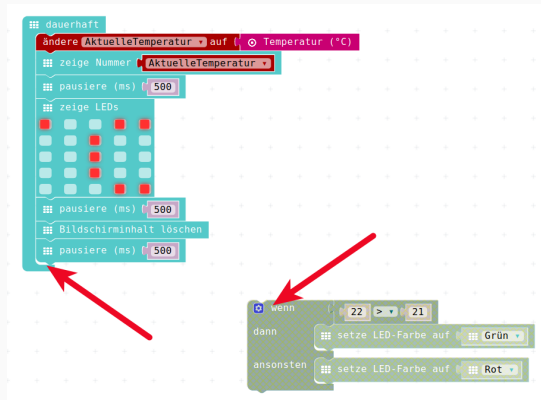 dauerhaft
ändere AktuelleTemperatur auf Temperatur (°C)
zeige Nummer AktuelleTemperatur
pausiere (ms) 500
zeige LEDs
pausiere (ms) 500
Bildschirminhalt löschen
pausiere (ms) 500
wenn 22 > 21
dann setze LED-Farbe auf Grün
ansonsten setze LED-Farbe auf Rot